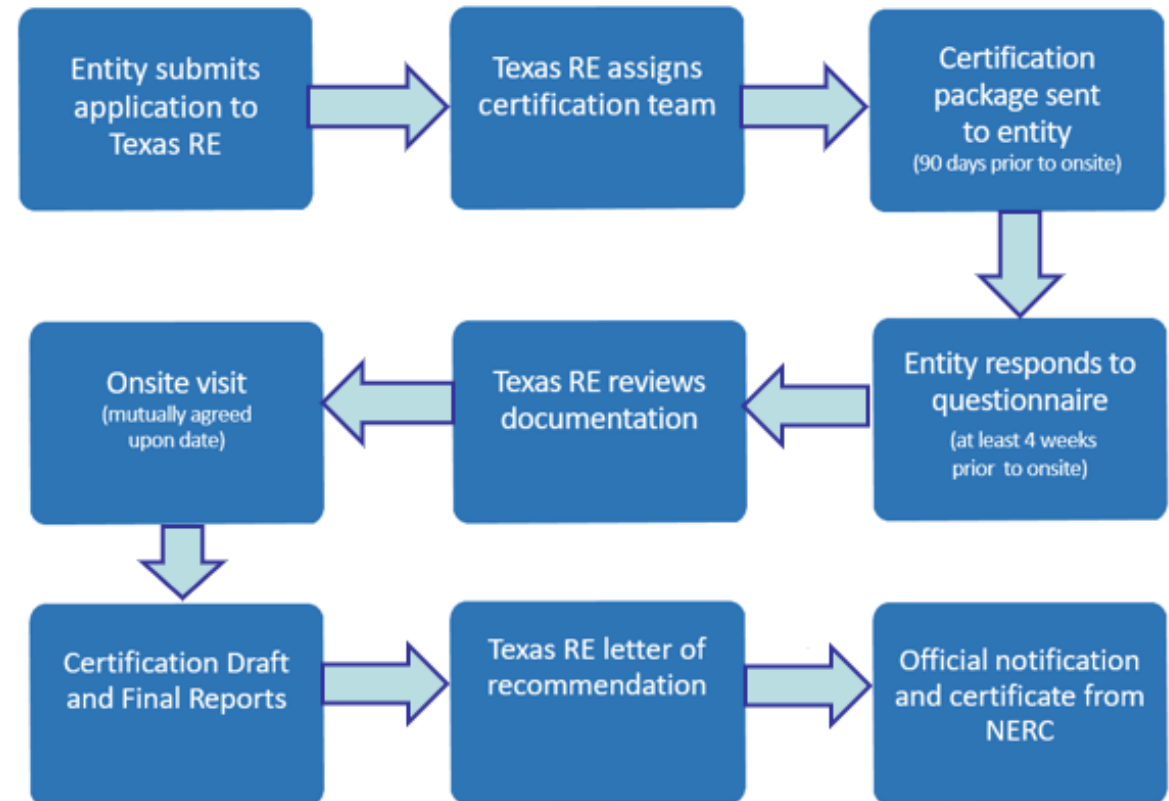 Entity submits
application to
Texas RE
Texas RE assigns
certification team
Certification
package sent
to entity
(90 days prior to onsite)
Entity responds to
questionnaire
(at least 4 weeks
prior to onsite)
Texas RE reviews
documentation
Onsite visit
(mutually agreed
upon date)
Certification Draft
and Final Reports
Texas RE letter of
recommendation
Official notification
and certificate from
NERC